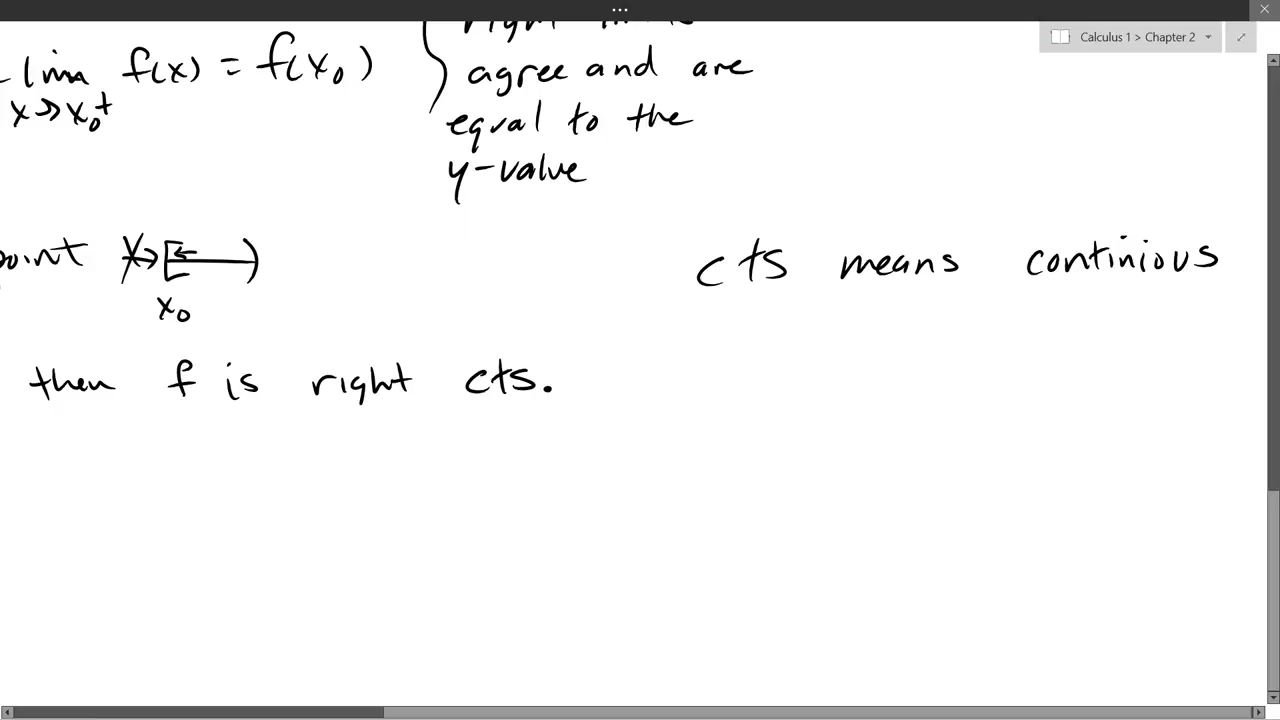 Calculus 1 > Chapter 2
lim f(x) = f(x₀)
x → x₀⁺
right
agree and are
equal to the
y-value
x₀
cts means continious
then f is right cts.